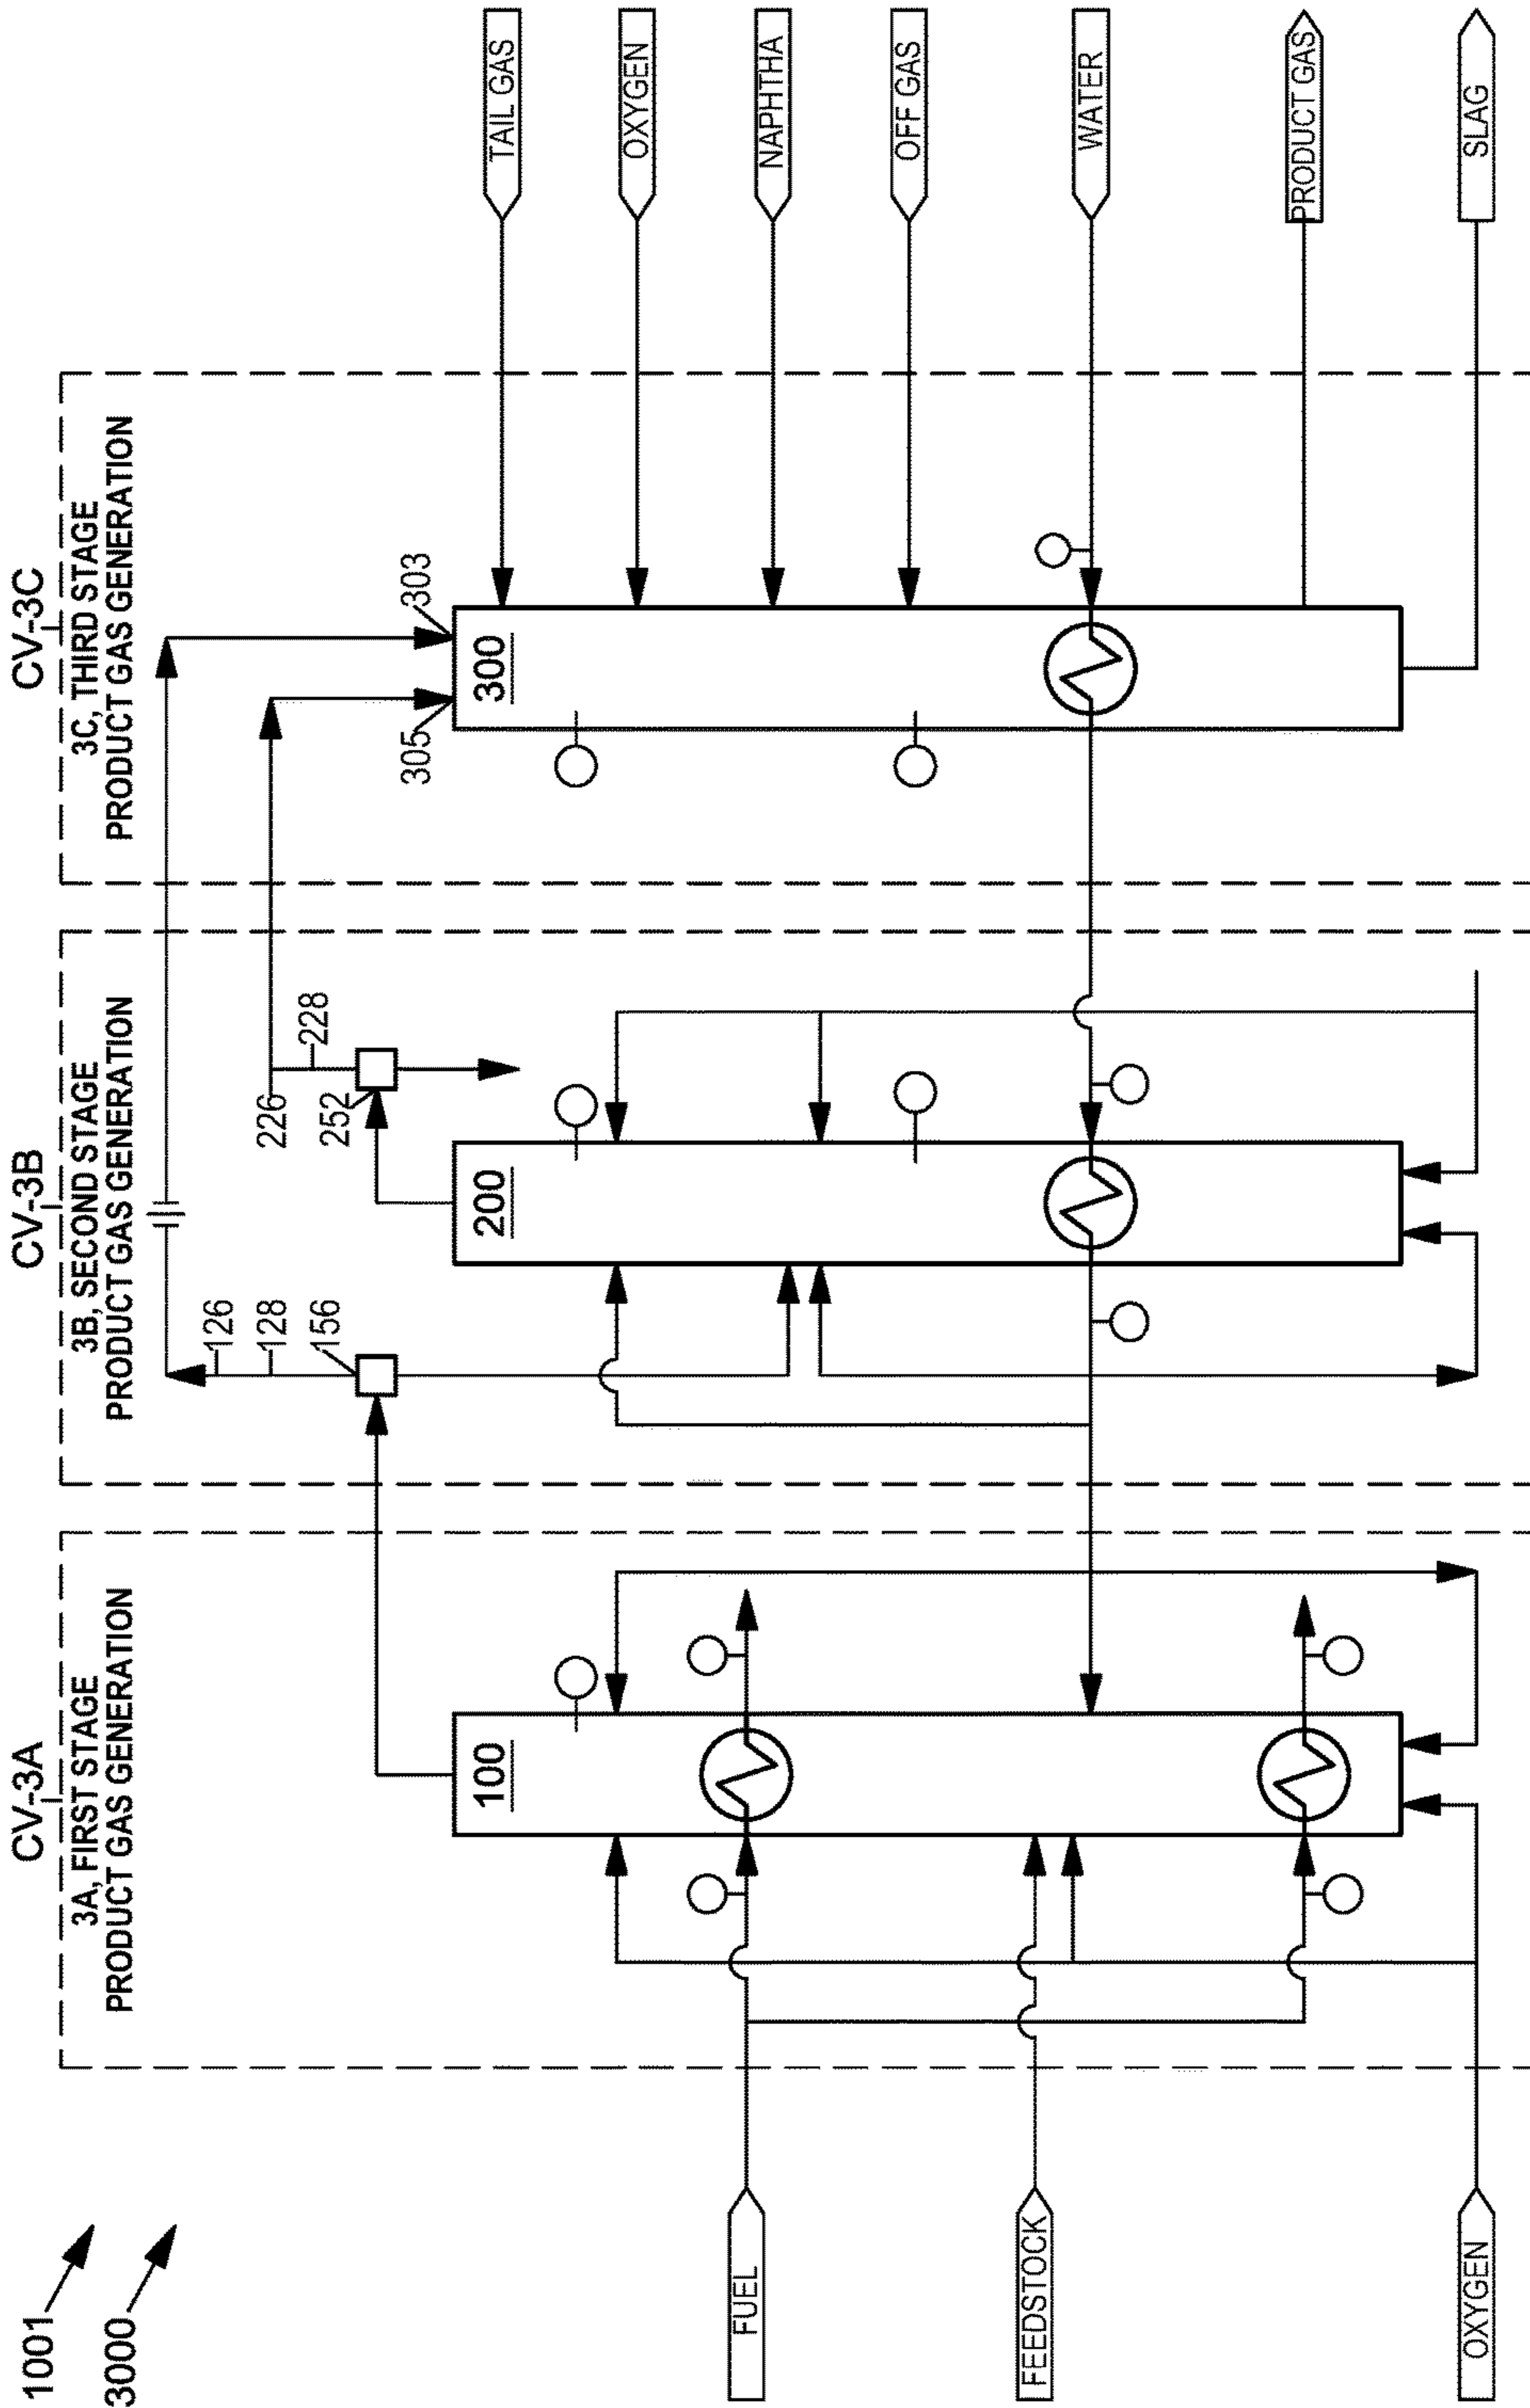 1001
3000
CV-3A
3A, FIRST STAGE
PRODUCT GAS GENERATION
CV-3B
3B, SECOND STAGE
PRODUCT GAS GENERATION
CV-3C
3C, THIRD STAGE
PRODUCT GAS GENERATION
126
128
156
226
228
252
305
303
100
200
300
FUEL
FEEDSTOCK
OXYGEN
TAIL GAS
OXYGEN
NAPHTHA
OFF GAS
WATER
PRODUCT GAS
SLAG